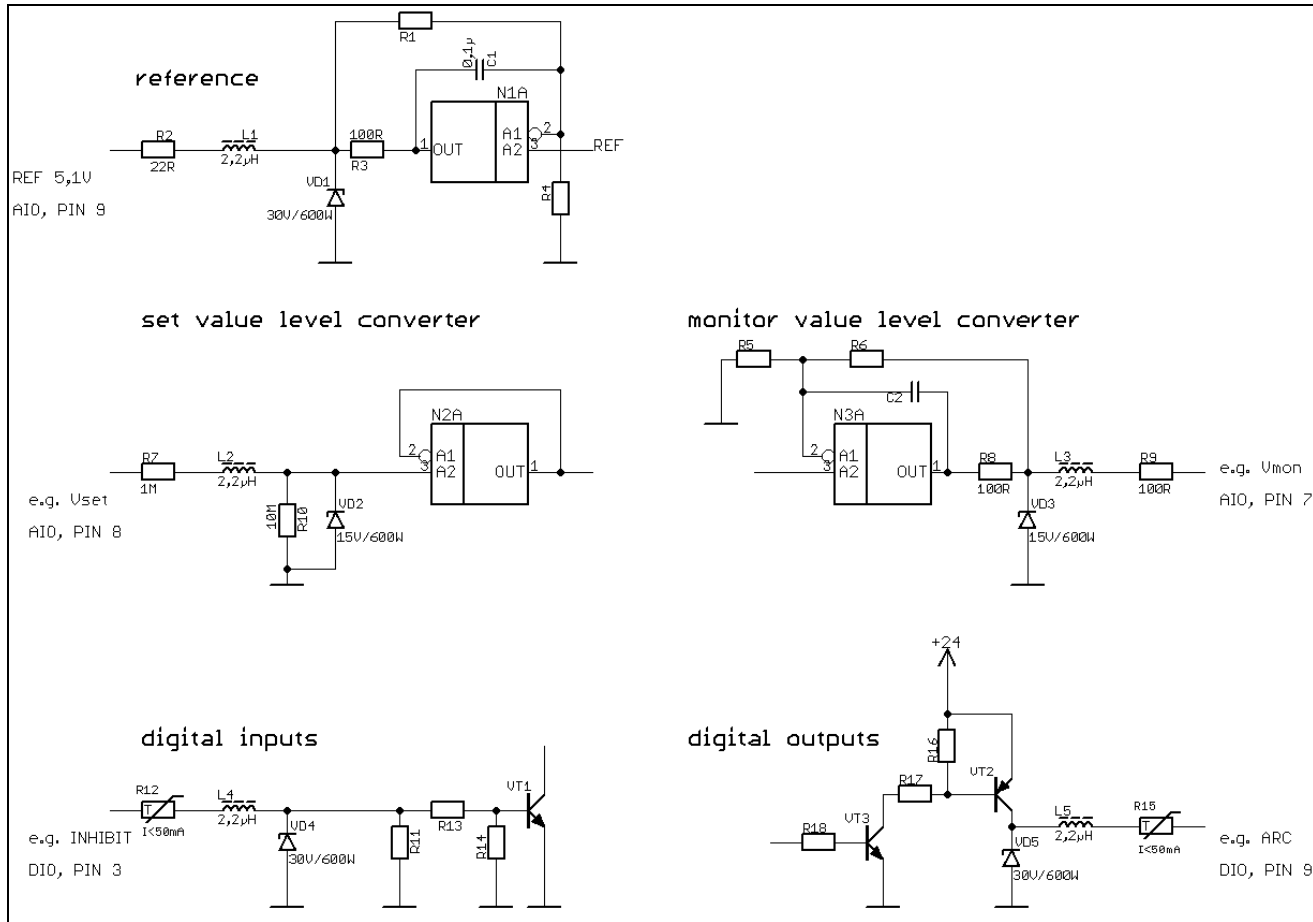 R1
0,1µ
C1
reference
N1A
R2
L1
100R
1
OUT
A1
2
A2
3
REF
22R
2,2µH
R3
REF 5,1V
VD1
R4
AIO, PIN 9
30V/600W
set value level converter
monitor value level converter
R5
R6
C2
N2A
N3A
R7
L2
2
A1
3
A2
OUT
1
2
A1
3
A2
OUT
1
R8
L3
R9
1M
2,2µH
100R
2,2µH
100R
e.g. Vset
e.g. Vmon
10M
R10
VD2
VD3
AIO, PIN 8
15V/600W
15V/600W
AIO, PIN 7
+24
digital inputs
digital outputs
R16
R12
L4
VT1
R17
VT2
T
2,2µH
R13
L5
R15
I<50mA
R18
VT3
2,2µH
T
I<50mA
e.g. INHIBIT
VD4
R11
R14
VD5
e.g. ARC
DIO, PIN 3
30V/600W
30V/600W
DIO, PIN 9